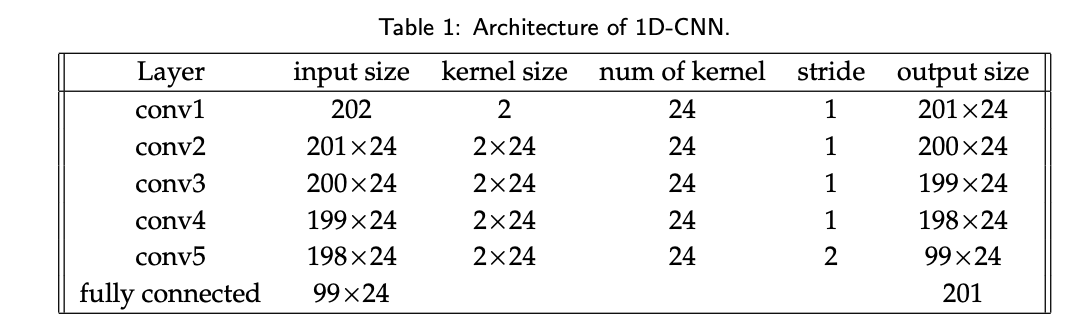 Table 1: Architecture of 1D-CNN.
Layer input size kernel size num of kernel stride output size
conv1 202 2 24 1 201×24
conv2 201×24 2×24 24 1 200×24
conv3 200×24 2×24 24 1 199×24
conv4 199×24 2×24 24 1 198×24
conv5 198×24 2×24 24 2 99×24
fully connected 99×24 201